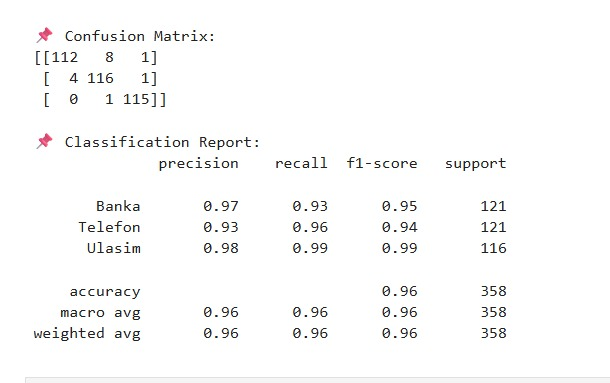 📌 Confusion Matrix:
[[112   8   1]
 [  4 116   1]
 [  0   1 115]]
📌 Classification Report:
              precision    recall  f1-score   support
       Banka       0.97      0.93      0.95       121
     Telefon       0.93      0.96      0.94       121
      Ulasim       0.98      0.99      0.99       116
    accuracy                           0.96       358
   macro avg       0.96      0.96      0.96       358
weighted avg       0.96      0.96      0.96       358